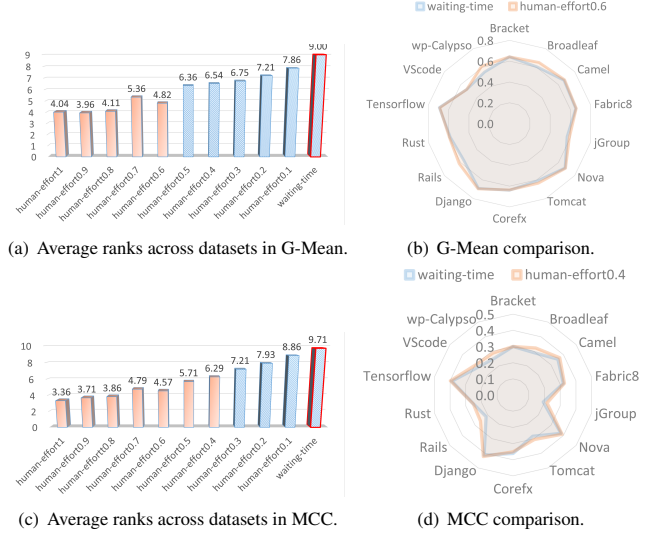 9.00
7.86
7.21
6.75
6.54
6.36
5.36
4.82
4.04
3.96
4.11
9
8
7
6
5
4
3
2
1
0
human-effort1
human-effort0.9
human-effort0.8
human-effort0.7
human-effort0.6
human-effort0.5
human-effort0.4
human-effort0.3
human-effort0.2
human-effort0.1
waiting-time
(a) Average ranks across datasets in G-Mean.
waiting-time human-effort0.6
Bracket
Broadleaf
Camel
Fabric8
jGroup
Nova
Tomcat
Corefx
Django
Rails
Rust
Tensorflow
VScode
wp-Calypso
0.8
0.6
0.4
0.2
0.0
(b) G-Mean comparison.
9.71
8.86
7.93
7.21
6.29
5.71
4.79
4.57
3.36
3.71
3.86
10
8
6
4
2
0
human-effort1
human-effort0.9
human-effort0.8
human-effort0.7
human-effort0.6
human-effort0.5
human-effort0.4
human-effort0.3
human-effort0.2
human-effort0.1
waiting-time
(c) Average ranks across datasets in MCC.
waiting-time human-effort0.4
Bracket
Broadleaf
Camel
Fabric8
jGroup
Nova
Tomcat
Corefx
Django
Rails
Rust
Tensorflow
VScode
wp-Calypso
0.5
0.4
0.3
0.2
0.1
0.0
(d) MCC comparison.